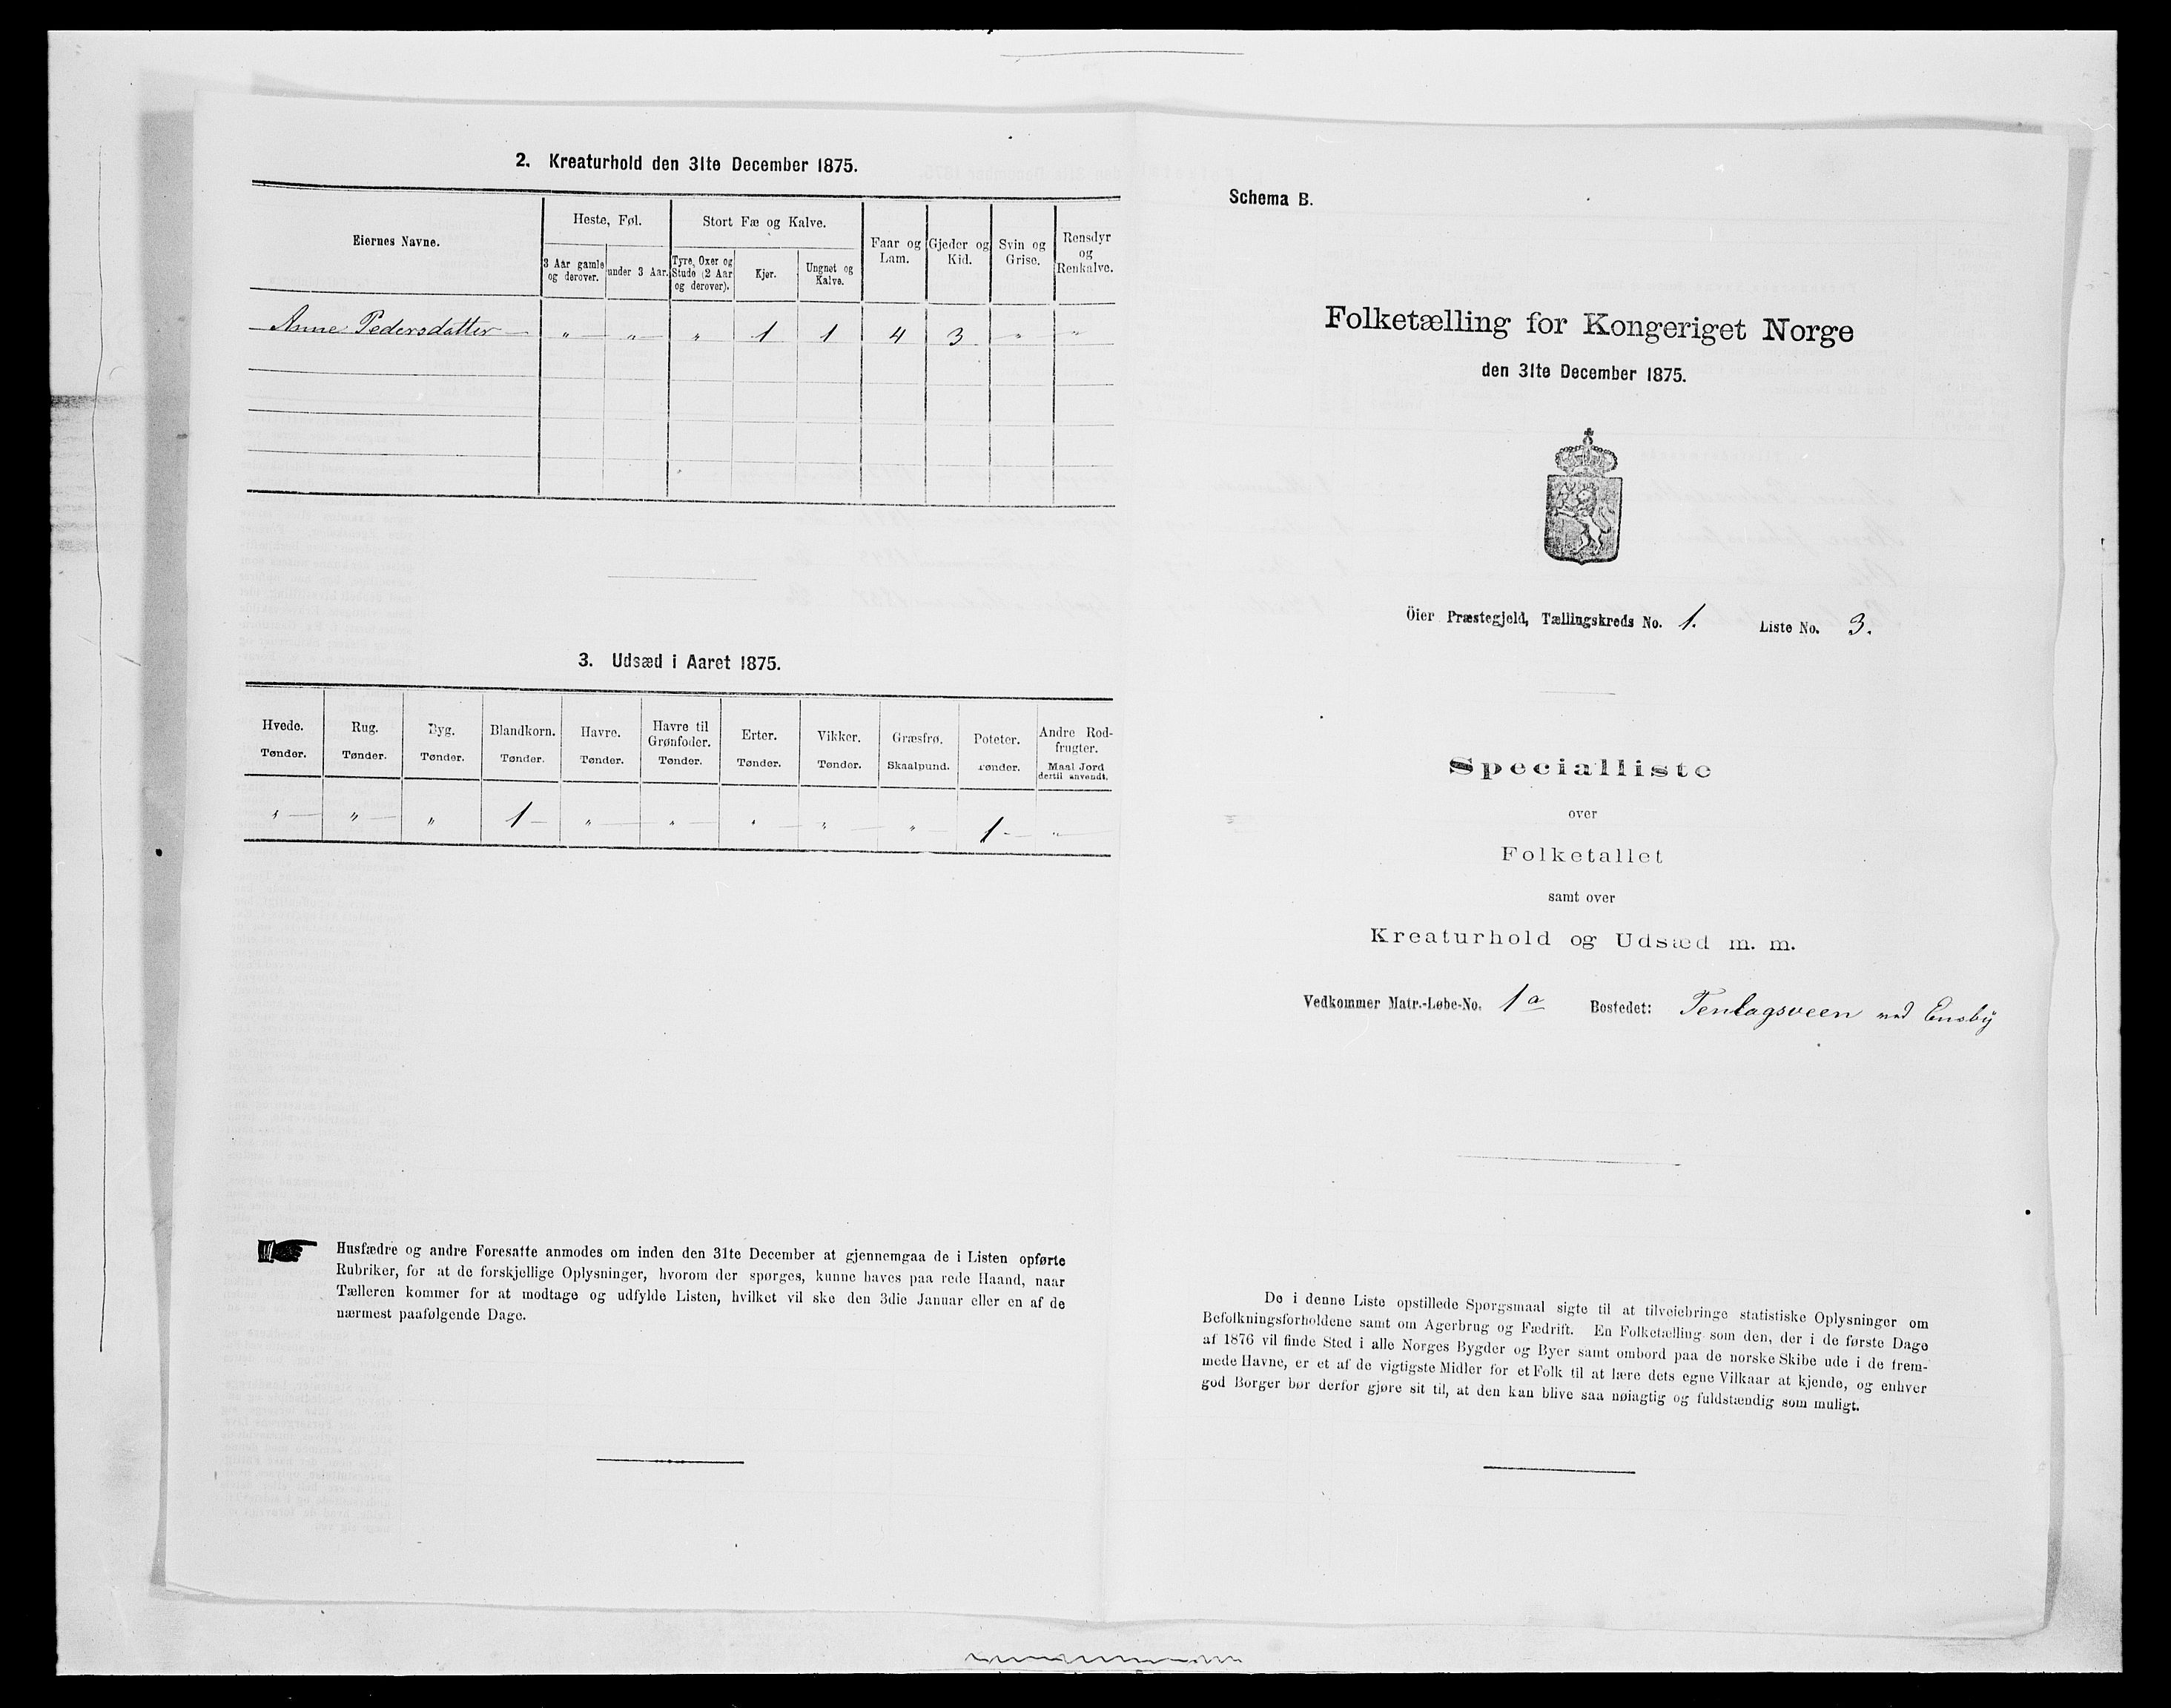 2. Kreaturhold den 31te December 1875.
Eiernes Navne.
Heste, Føl.
Stort Fæ og Kalve.
Faar og Lam.
Gjeder og Kid.
Svin og Grise.
Rensdyr og Renkalve.
3 Aar gamle og derover.
under 3 Aar.
Tyre, Oxer og Stude (2 Aar og derover).
Kjør.
Ungnøt og Kalve.
Anne Pedersdatter " " " 1 1 4 3 " "
3. Udsæd i Aaret 1875.
Hvede. Rug. Byg. Blandkorn. Havre. Havre til Grønfoder. Erter. Vikker. Græsfrø. Poteter. Andre Rodfrugter.
Tønder. Tønder. Tønder. Tønder. Tønder. Tønder. Tønder. Tønder. Skaalpund. Tønder. Maal Jord dertil anvendt.
" " " 1 " " " " " 1 "
Husfædre og andre Foresatte anmodes om inden den 31te December at gjennemgaa de i Listen opførte
Rubriker, for at de forskjellige Oplysninger, hvorom der spørges, kunne haves paa rede Haand, naar
Tælleren kommer for at modtage og udfylde Listen, hvilket vil ske den 3die Januar eller en af de
nærmest paafølgende Dage.
Schema B.
Folketælling for Kongeriget Norge
den 31te December 1875.
Öier Præstegjeld, Tællingskreds No. 1. Liste No. 3.
Specialliste
over
Folketallet
samt over
Kreaturhold og Udsæd m. m.
Vedkommer Matr.-Løbe-No. 1a Bostedet: Tenlagsveen ved Ensby
De i denne Liste opstillede Spørgsmaal sigte til at tilveiebringe statistiske Oplysninger om
Befolkningsforholdene samt om Agerbrug og Fædrift. En Folketælling som den, der i de første Dage
af 1876 vil finde Sted i alle Norges Bygder og Byer samt ombord paa de norske Skibe ude i de frem-
mede Havne, er et af de vigtigste Midler for et Folk til at lære dets egne Vilkaar at kjende, og enhver
god Borger bør derfor gjøre sit til, at den kan blive saa nøiagtig og fuldstændig som muligt.